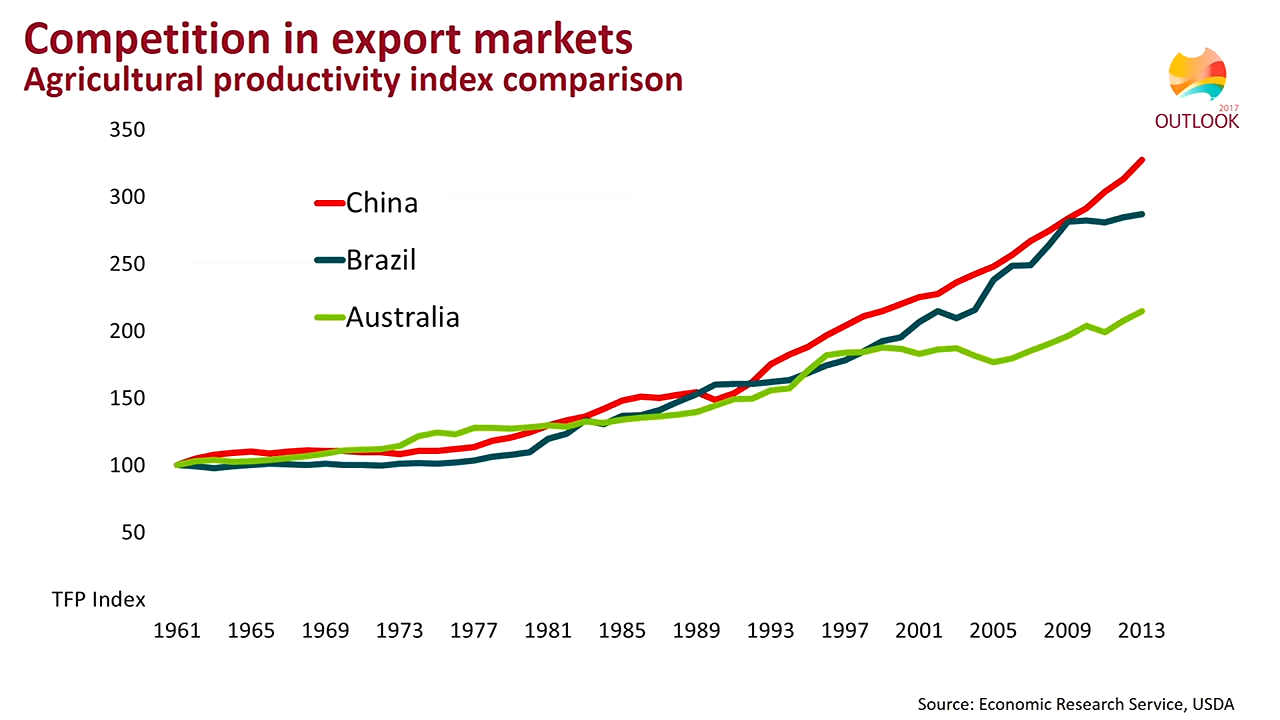 Competition in export markets
Agricultural productivity index comparison
2017
OUTLOOK
350
300
250
200
150
100
50
TFP Index
China
Brazil
Australia
1961 1965 1969 1973 1977 1981 1985 1989 1993 1997 2001 2005 2009 2013
Source: Economic Research Service, USDA